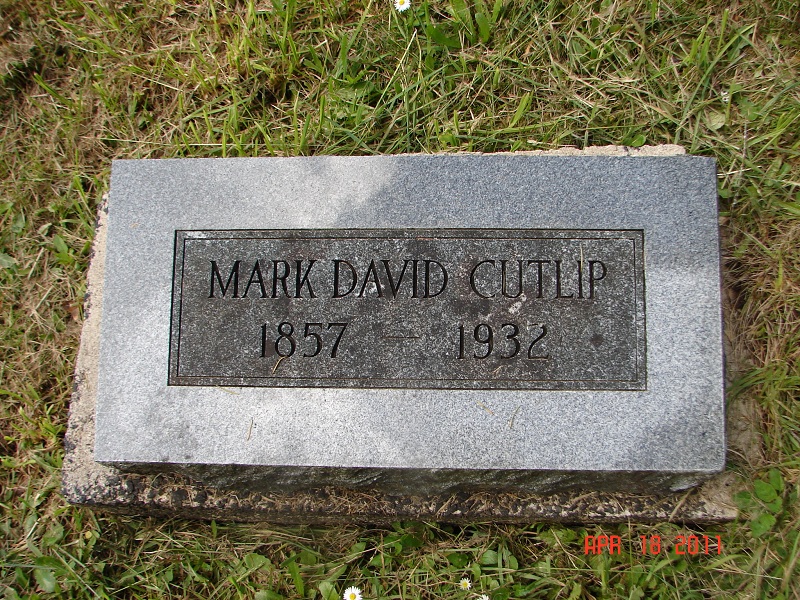 MARK DAVID CUTLIP
1857 — 1932
APR 18 2011